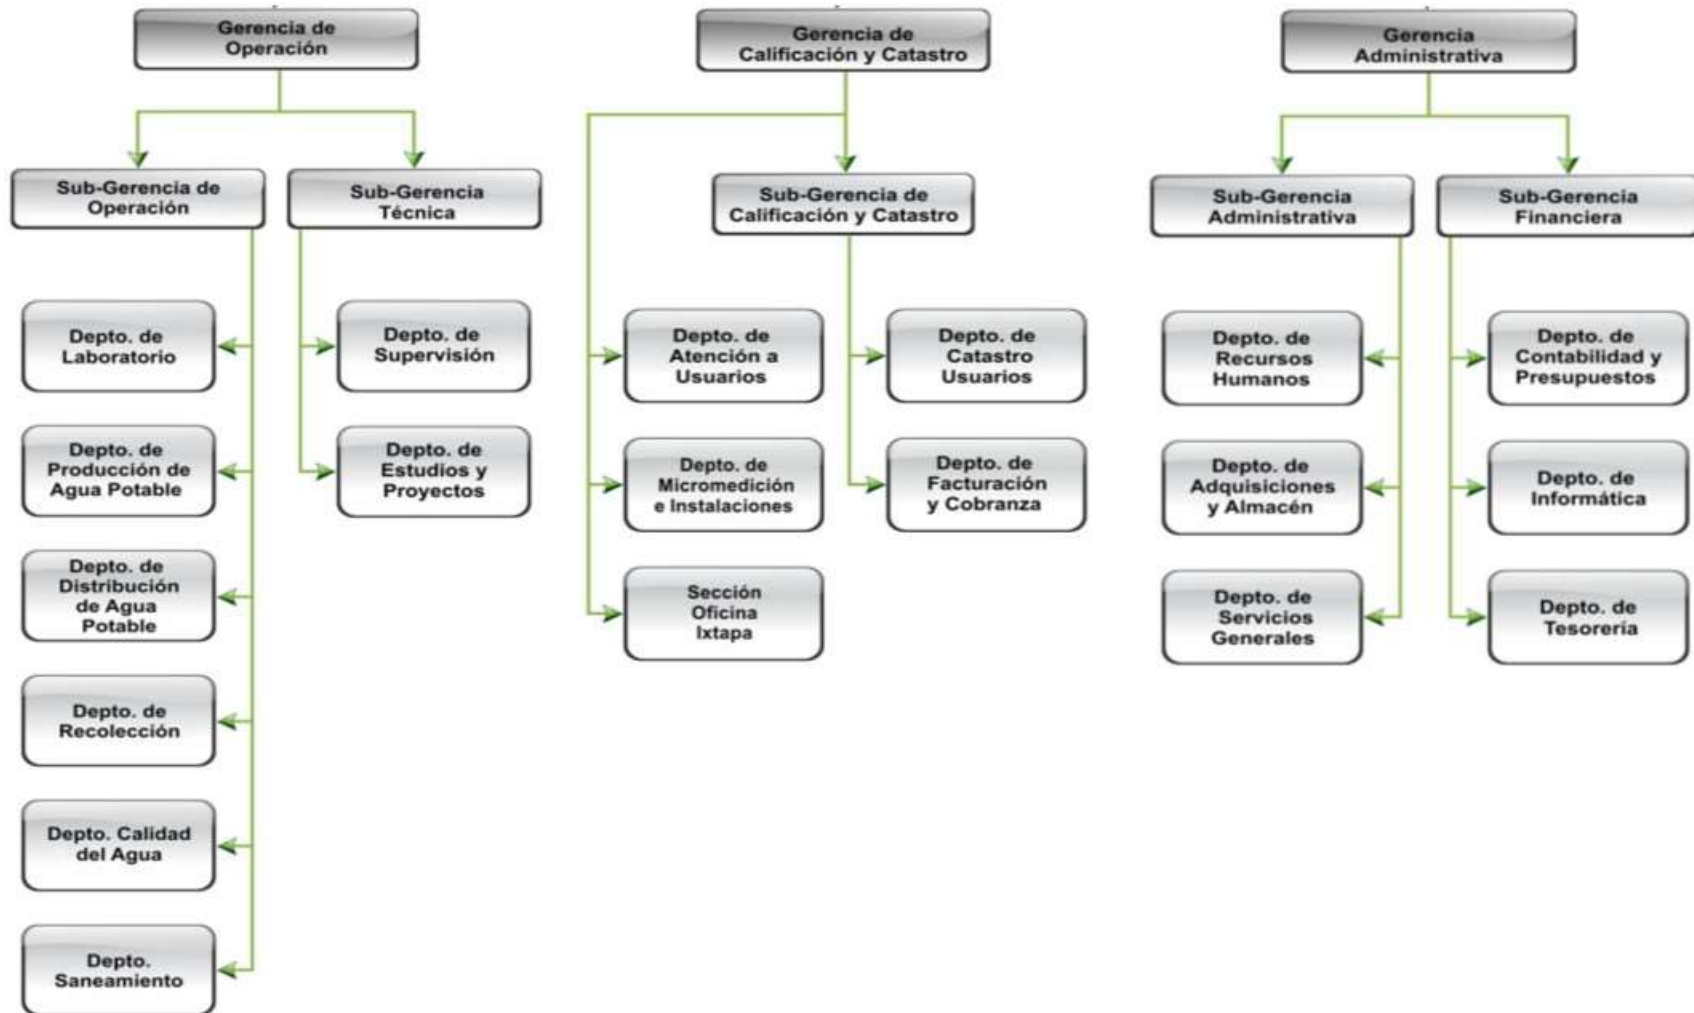 Gerencia de
Operación
Gerencia de
Calificación y Catastro
Gerencia
Administrativa
Sub-Gerencia de
Operación
Sub-Gerencia
Técnica
Sub-Gerencia de
Calificación y Catastro
Sub-Gerencia
Administrativa
Sub-Gerencia
Financiera
Depto. de
Laboratorio
Depto. de
Supervisión
Depto. de
Atención a
Usuarios
Depto. de
Catastro
Usuarios
Depto. de
Recursos
Humanos
Depto. de
Contabilidad y
Presupuestos
Depto. de
Producción de
Agua Potable
Depto. de
Estudios y
Proyectos
Depto. de
Micromedición
e Instalaciones
Depto. de
Facturación
y Cobranza
Depto. de
Adquisiciones
y Almacén
Depto. de
Informática
Depto. de
Distribución
de Agua
Potable
Sección
Oficina
Ixtapa
Depto. de
Servicios
Generales
Depto. de
Tesorería
Depto. de
Recolección
Depto. Calidad
del Agua
Depto.
Saneamiento